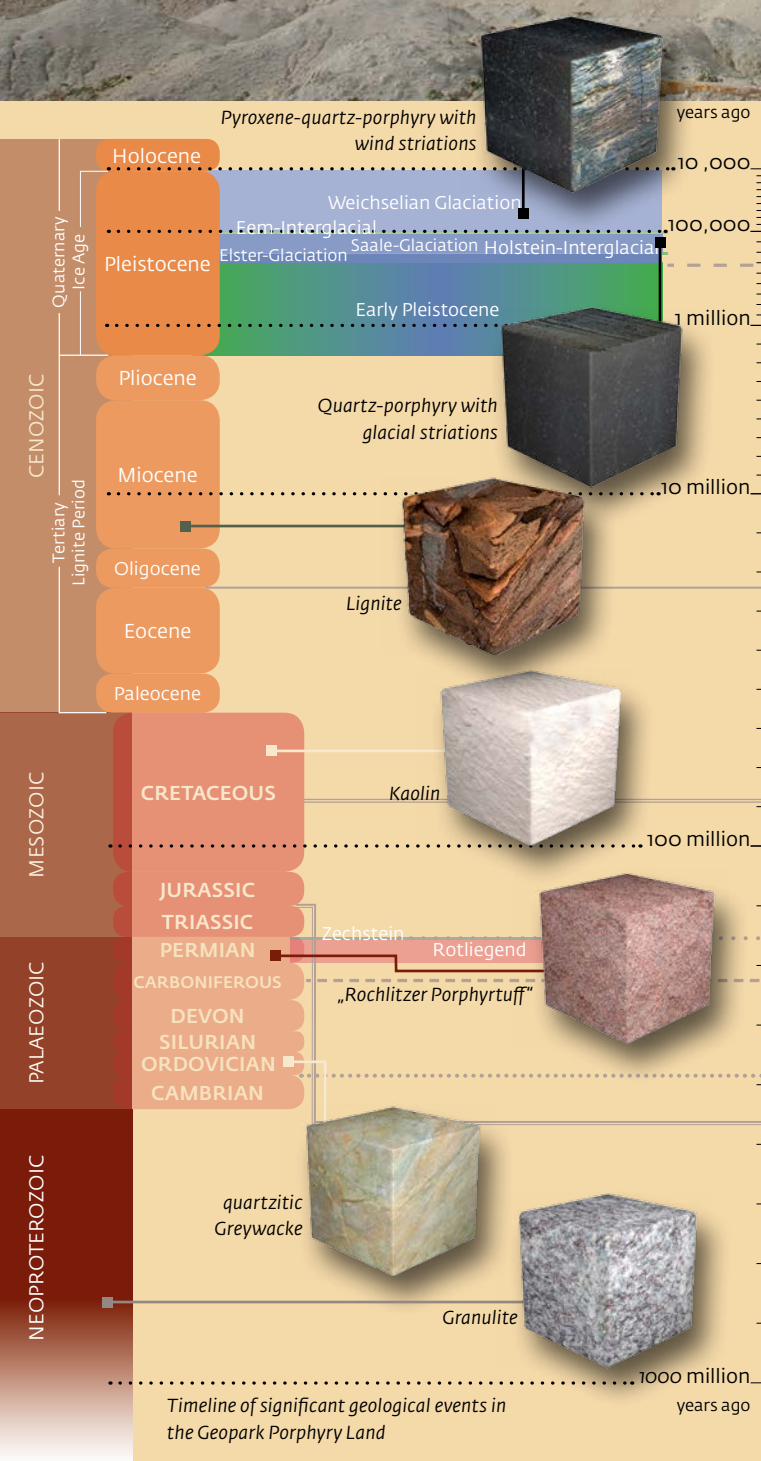 Pyroxene-quartz-porphyry with
wind striations
years ago
Holocene
10 ,000
Weichselian Glaciation
Eem-Interglacial
100,000
Saale-Glaciation
Holstein-Interglacial
Elster-Glaciation
Pleistocene
Quaternary
Ice Age
Early Pleistocene
1 million
Pliocene
Quartz-porphyry with
glacial striations
CENOZOIC
Miocene
10 million
Tertiary
Lignite Period
Oligocene
Lignite
Eocene
Paleocene
MESOZOIC
CRETACEOUS
Kaolin
100 million
JURASSIC
TRIASSIC
Zechstein
PERMIAN
Rotliegend
PALAEOZOIC
CARBONIFEROUS
„Rochlitzer Porphyrtuff“
DEVON
SILURIAN
ORDOVICIAN
CAMBRIAN
NEOPROTEROZOIC
quartzitic
Greywacke
Granulite
1000 million
years ago
Timeline of significant geological events in
the Geopark Porphyry Land